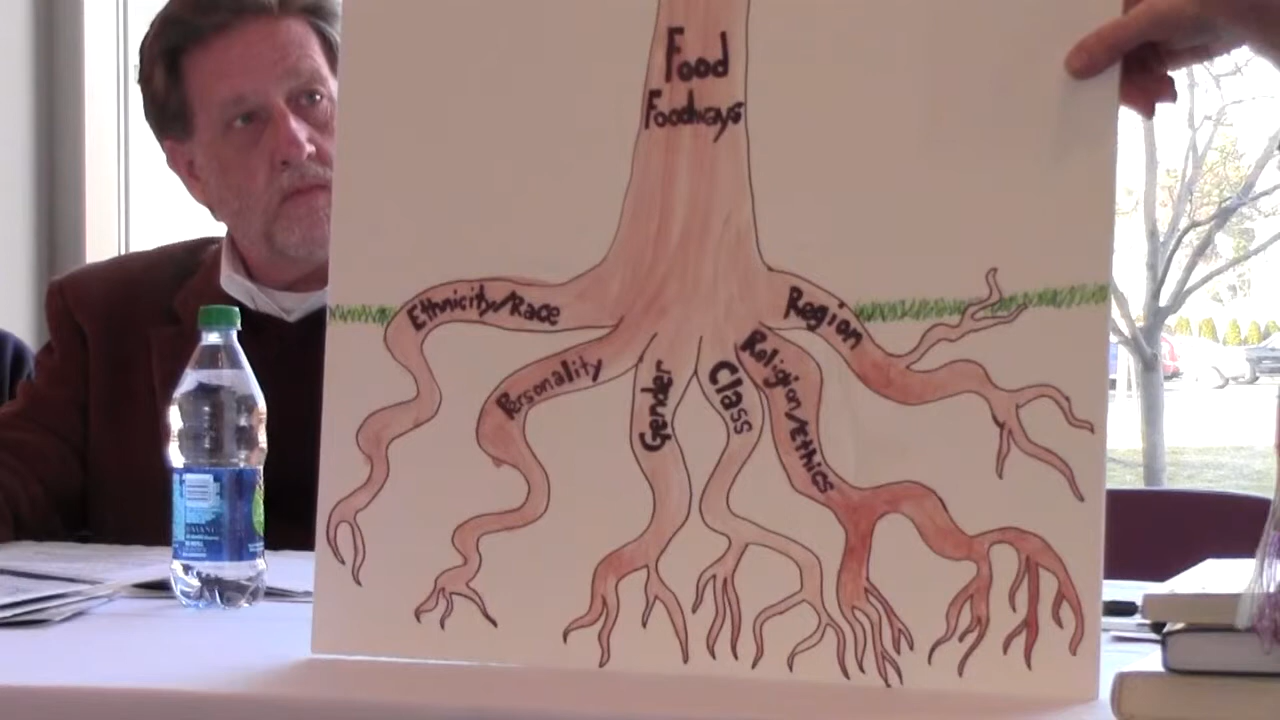 Food
Foodways
Ethnicity/Race
Personality
Gender
Class
Religion/Ethics
Region